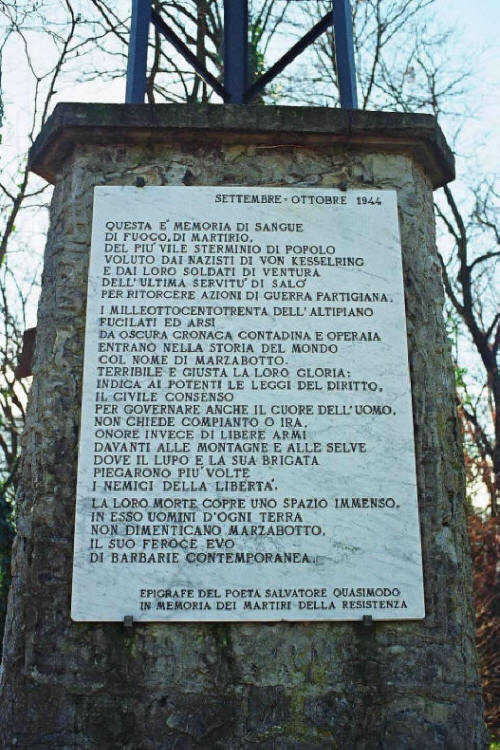 SETTEMBRE-OTTOBRE 1944
QUESTA E' MEMORIA DI SANGUE
DI FUOCO, DI MARTIRIO,
DEL PIU' VILE STERMINIO DI POPOLO
VOLUTO DAI NAZISTI DI VON KESSELRING
E DAI LORO SOLDATI DI VENTURA
DELL'ULTIMA SERVITU' DI SALO'
PER RITORCERE AZIONI DI GUERRA PARTIGIANA.
I MILLEOTTOCENTOTRENTA DELL'ALTIPIANO
FUCILATI ED ARSI
DA OSCURA CRONACA CONTADINA E OPERAIA
ENTRANO NELLA STORIA DEL MONDO
COL NOME DI MARZABOTTO.
TERRIBILE E GIUSTA LA LORO GLORIA:
INDICA AI POTENTI LE LEGGI DEL DIRITTO,
IL CIVILE CONSENSO
PER GOVERNARE ANCHE IL CUORE DELL'UOMO,
NON CHIEDE COMPIANTO O IRA,
ONORE INVECE DI LIBERE ARMI
DAVANTI ALLE MONTAGNE E ALLE SELVE
DOVE IL LUPO E LA SUA BRIGATA
PIEGARONO PIU' VOLTE
I NEMICI DELLA LIBERTA'.
LA LORO MORTE COPRE UNO SPAZIO IMMENSO,
IN ESSO UOMINI D'OGNI TERRA
NON DIMENTICANO MARZABOTTO,
IL SUO FEROCE EVO
DI BARBARIE CONTEMPORANEA.
EPIGRAFE DEL POETA SALVATORE QUASIMODO
IN MEMORIA DEI MARTIRI DELLA RESISTENZA